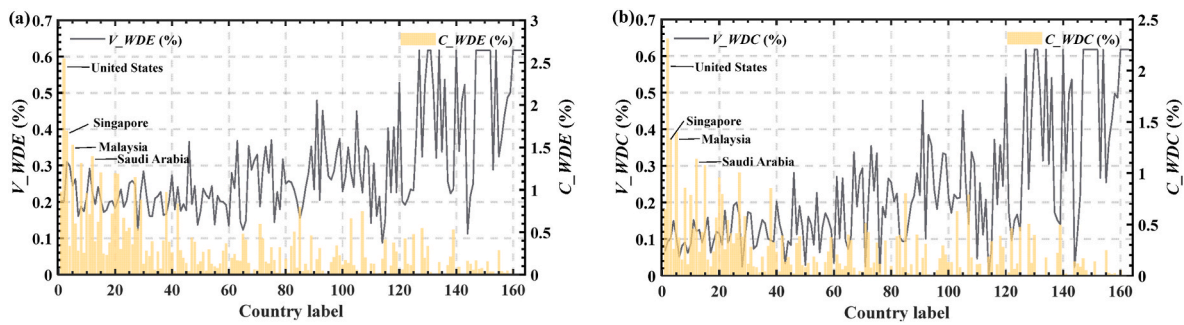 (a)
V_WDE (%)
C_WDE (%)
United States
Singapore
Malaysia
Saudi Arabia
0.7
0.6
0.5
0.4
0.3
0.2
0.1
0
V_WDE (%)
3
2.5
2
1.5
1
0.5
0
C_WDE (%)
0 20 40 60 80 100 120 140 160
Country label
(b)
V_WDC (%)
C_WDC (%)
United States
Singapore
Malaysia
Saudi Arabia
0.7
0.6
0.5
0.4
0.3
0.2
0.1
0
V_WDC (%)
2.5
2
1.5
1
0.5
0
C_WDC (%)
0 20 40 60 80 100 120 140 160
Country label